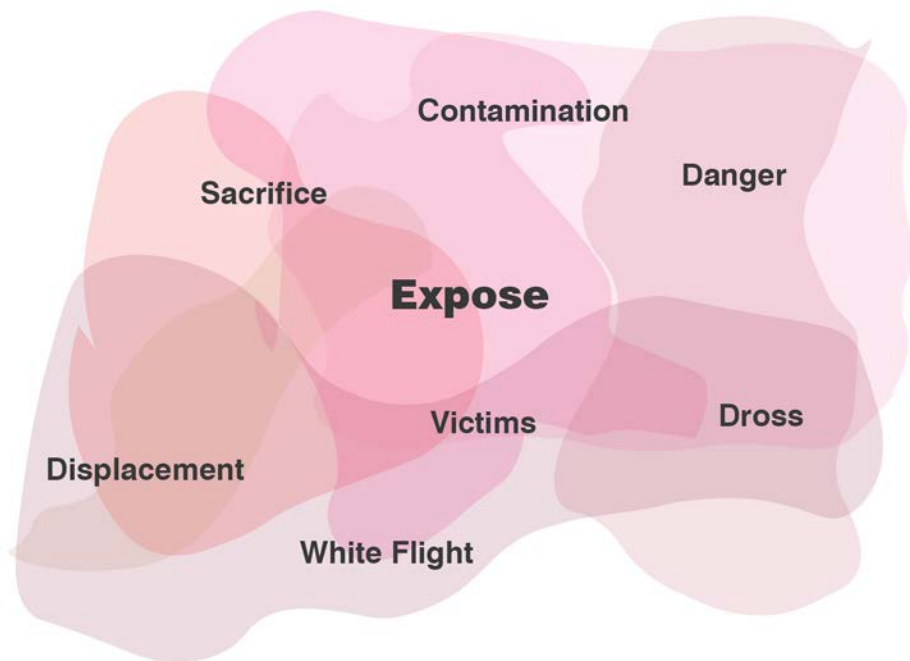 Contamination
Danger
Sacrifice
Expose
Victims
Dross
Displacement
White Flight